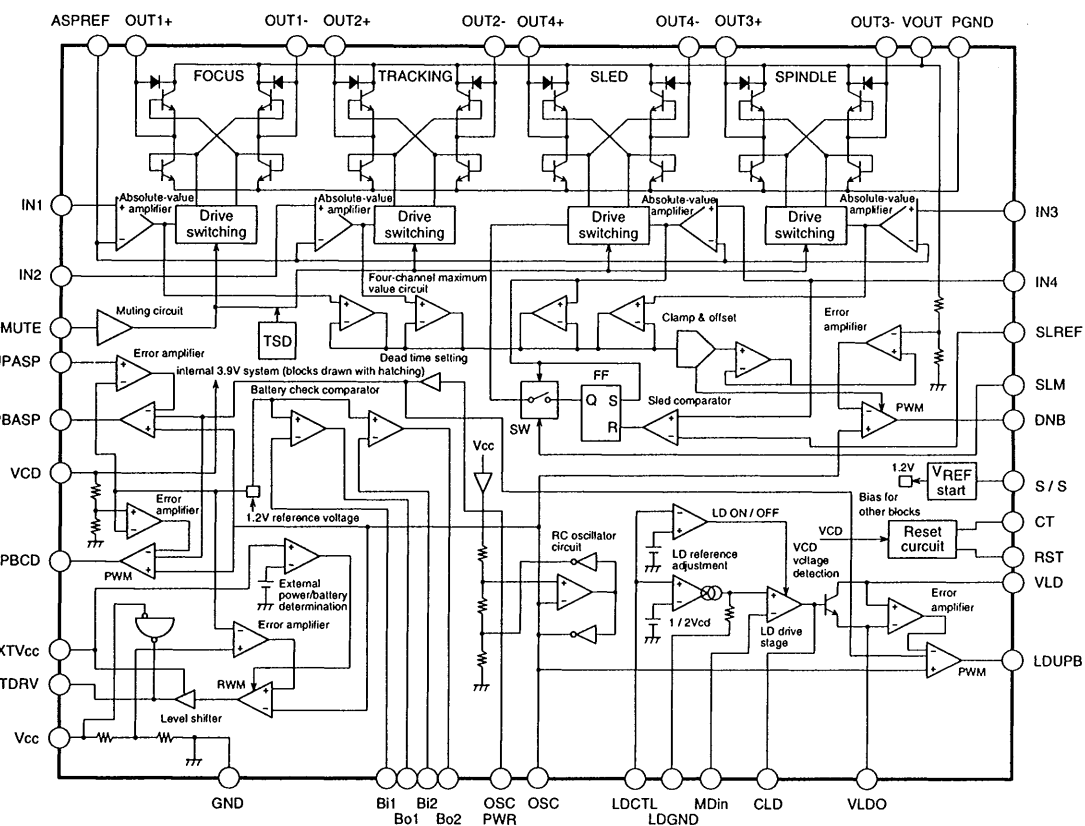 ASPREF OUT1+ OUT1- OUT2+ OUT2- OUT4+ OUT4- OUT3+ OUT3- VOUT PGND
FOCUS TRACKING SLED SPINDLE
IN1
Absolute-value
amplifier
Drive
switching
Absolute-value
amplifier
Drive
switching
Drive
switching
Absolute-value
amplifier
Drive
switching
Absolute-value
amplifier
IN3
IN2
Four-channel maximum
value circuit
IN4
MUTE
Muting circuit
TSD
Dead time setting
Clamp & offset
Error
amplifier
SLREF
JPASP
Error amplifier
internal 3.9V system (blocks drawn with hatching)
Battery check comparator
SW
FF
Q S
R
Sled comparator
PWM
SLM
PBASP
DNB
VCD
Vcc
1.2V
VREF
start
S / S
1.2V reference voltage
Error
amplifier
PBCD
PWM
RC oscillator
circuit
LD ON / OFF
LD reference
adjustment
VCD
vcltage
detection
Bias for
other blocks
VCD
Reset
curcuit
CT
RST
VLD
External
power/battery
determination
Error amplifier
1 / 2Vcd
LD drive
stage
Error
amplifier
PWM
LDUPB
XTVcc
TDRV
RWM
Level shifter
Vcc
GND Bi1 Bo1 Bi2 Bo2 OSC PWR OSC LDCTL LDGND MDin CLD VLDO